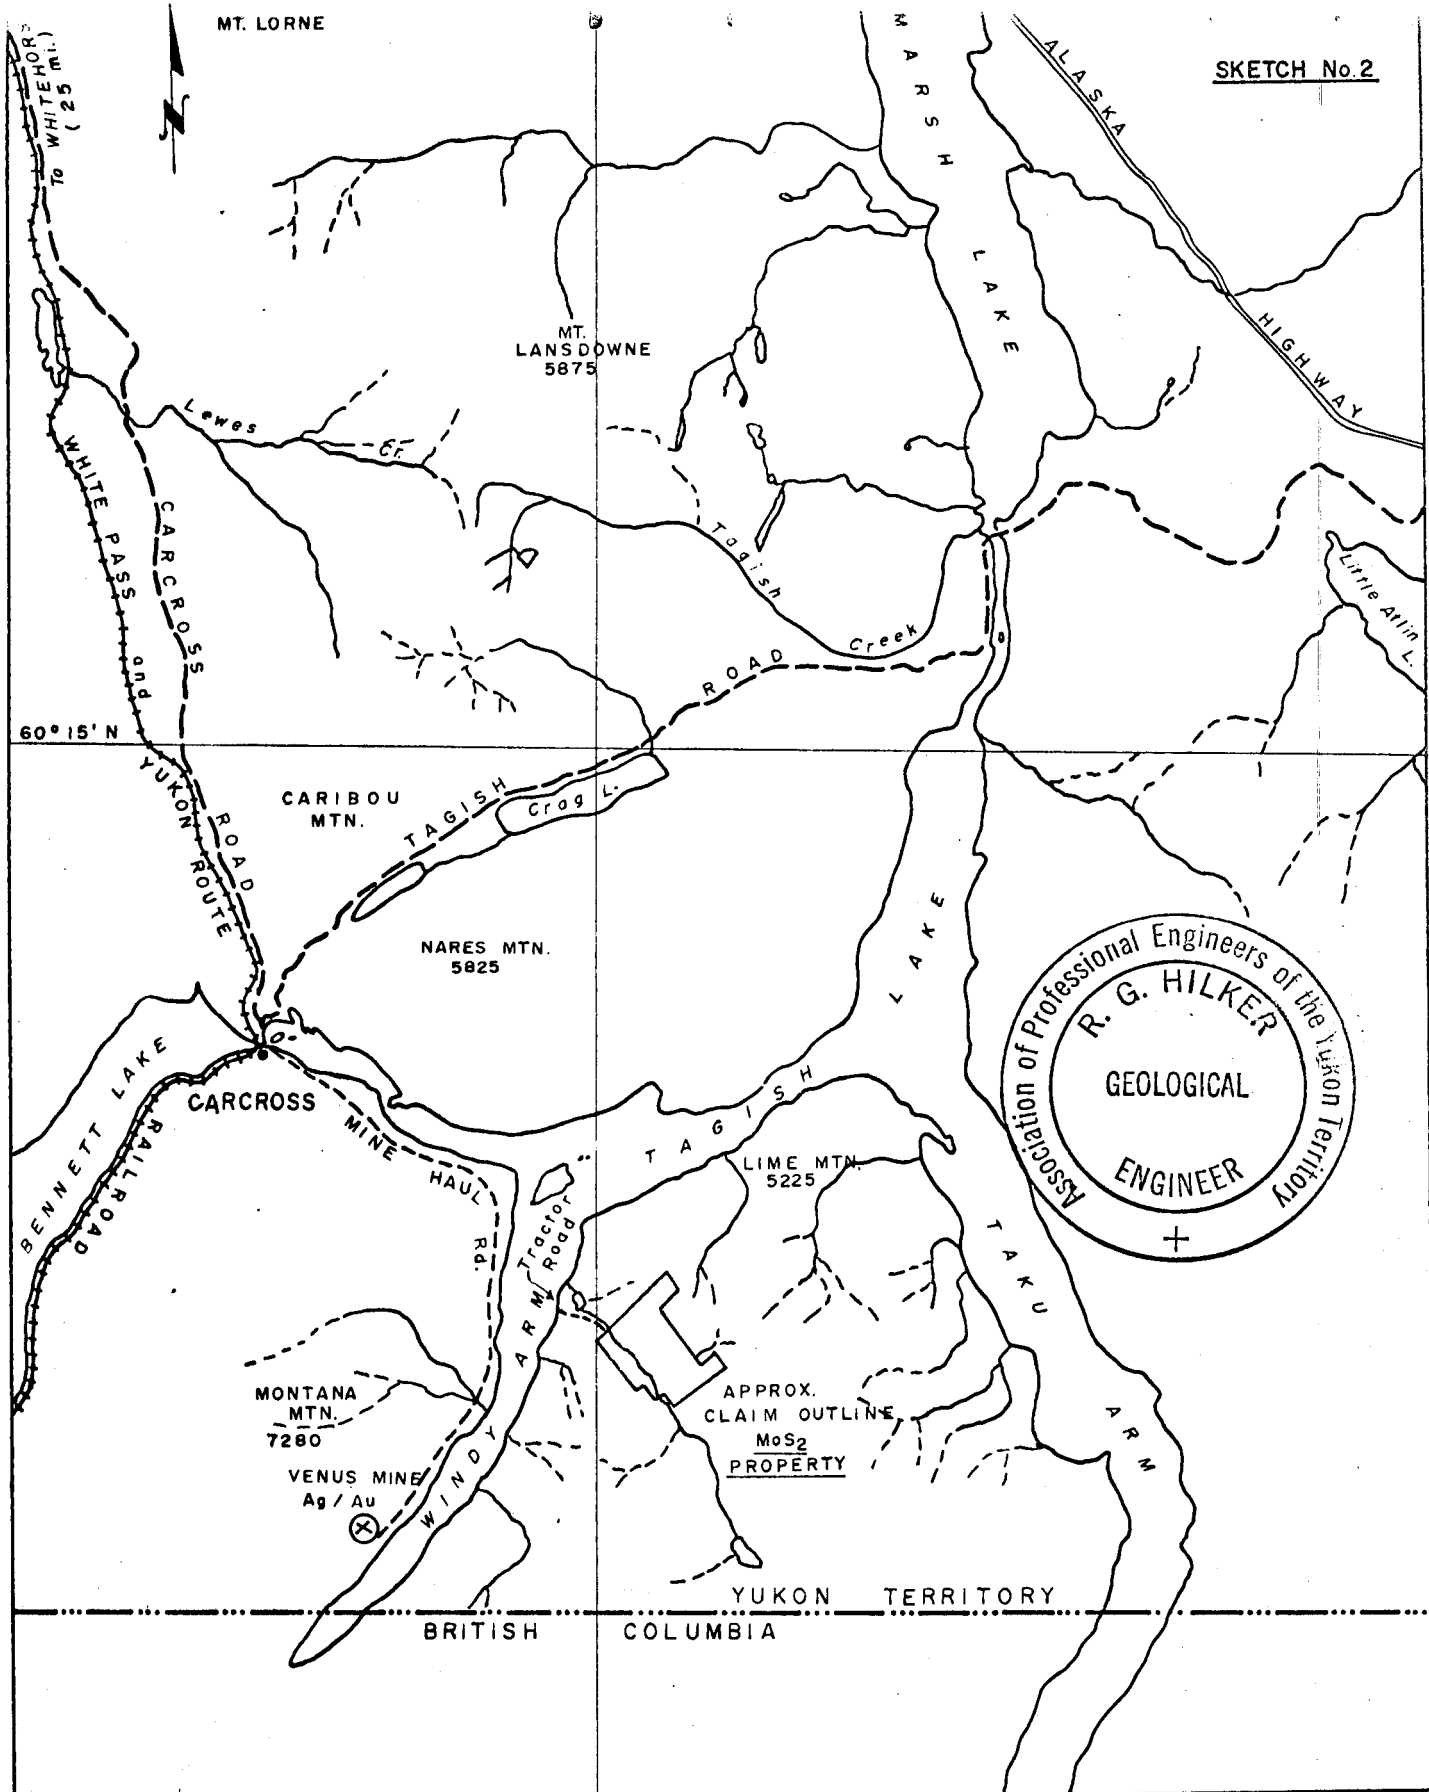 MT. LORNE
SKETCH No. 2
To WHITEHORSE
(25 mi.)
MARSH LAKE
ALASKA HIGHWAY
MT.
LANSDOWNE
5875
Lewes Cr.
WHITE PASS and YUKON ROUTE
CARCROSS ROAD
Tagish Creek
Little Atlin L.
60° 15' N
TAGISH ROAD
CARIBOU
MTN.
Crag L.
NARES MTN.
5825
TAGISH LAKE
Association of Professional Engineers of the Yukon Territory
R. G. HILKER
GEOLOGICAL
ENGINEER
BENNETT LAKE
RAILROAD
CARCROSS
MINE HAUL Rd.
LIME MTN.
5225
Tractor
Road
TAKU ARM
WINDY ARM
MONTANA
MTN.
7280
APPROX.
CLAIM OUTLINE
MoS2
PROPERTY
VENUS MINE
Ag / Au
YUKON TERRITORY
BRITISH COLUMBIA